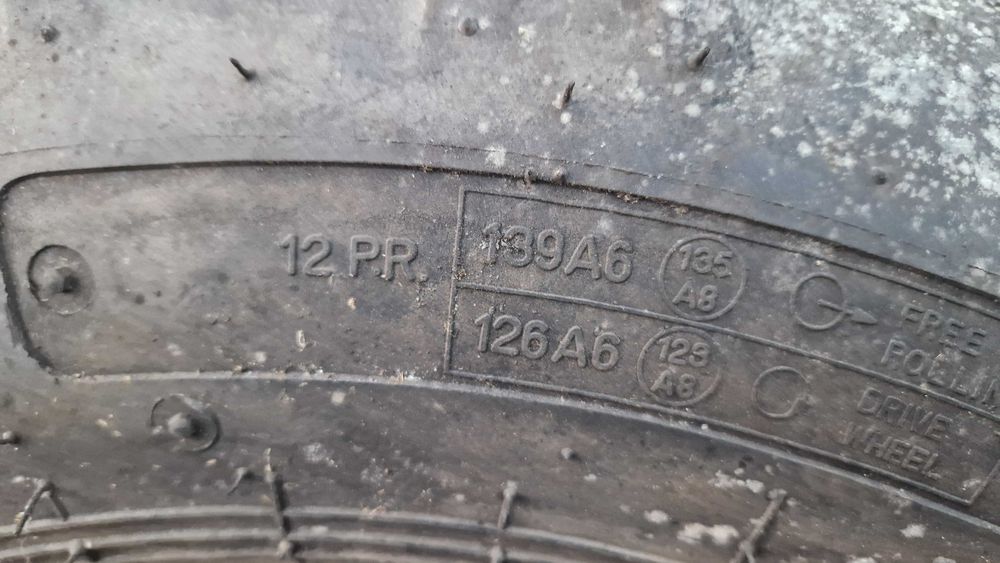 12 P.R.
139A6 135 A8 FREE ROLLIN
126A6 123 A8 DRIVE WHEEL